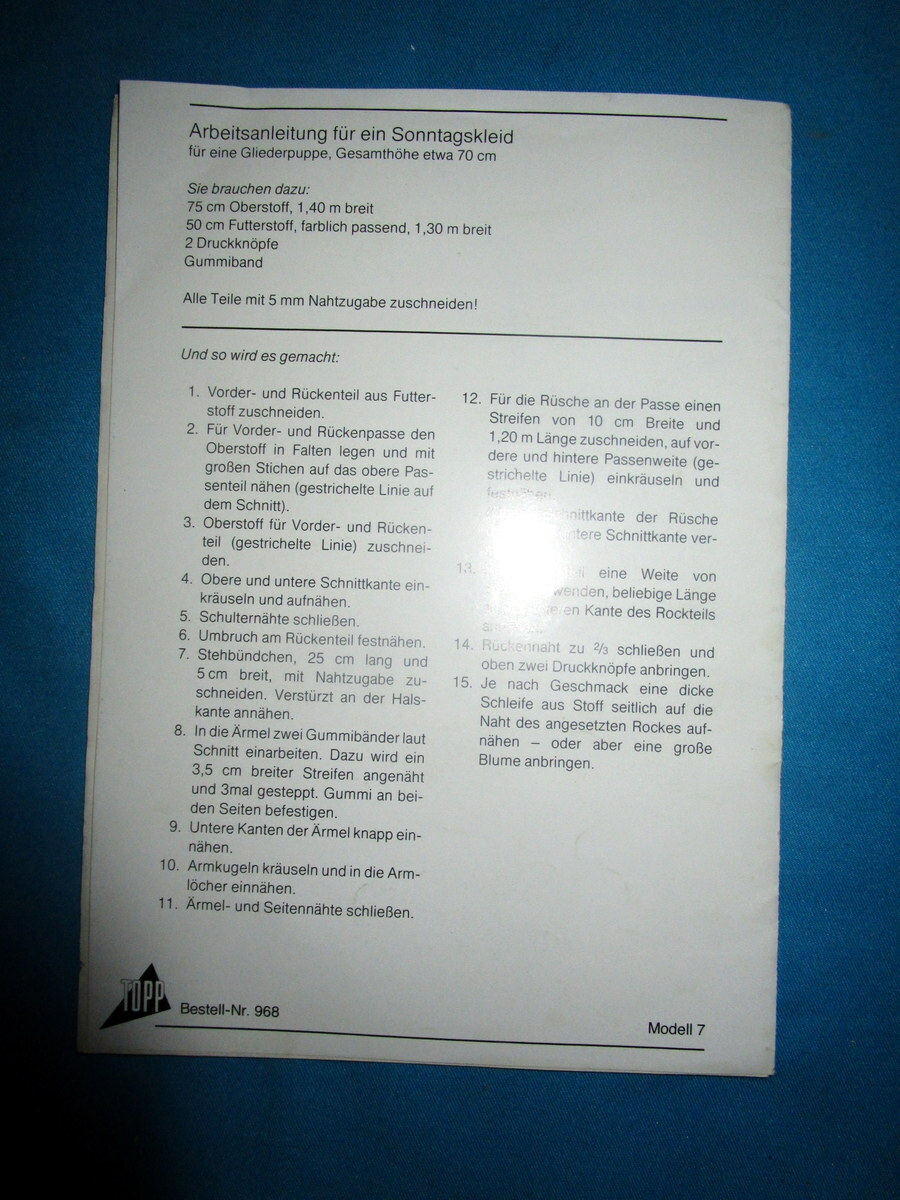 Arbeitsanleitung für ein Sonntagskleid
für eine Gliederpuppe, Gesamthöhe etwa 70 cm
Sie brauchen dazu:
75 cm Oberstoff, 1,40 m breit
50 cm Futterstoff, farblich passend, 1,30 m breit
2 Druckknöpfe
Gummiband
Alle Teile mit 5 mm Nahtzugabe zuschneiden!
Und so wird es gemacht:
1. Vorder- und Rückenteil aus Futter-
stoff zuschneiden.
2. Für Vorder- und Rückenpasse den
Oberstoff in Falten legen und mit
großen Stichen auf das obere Pas-
senteil nähen (gestrichelte Linie auf
dem Schnitt).
3. Oberstoff für Vorder- und Rücken-
teil (gestrichelte Linie) zuschnei-
den.
4. Obere und untere Schnittkante ein-
kräuseln und aufnähen.
5. Schulternähte schließen.
6. Umbruch am Rückenteil festnähen.
7. Stehbündchen, 25 cm lang und
5 cm breit, mit Nahtzugabe zu-
schneiden. Verstürzt an der Hals-
kante annähen.
8. In die Ärmel zwei Gummibänder laut
Schnitt einarbeiten. Dazu wird ein
3,5 cm breiter Streifen angenäht
und 3mal gesteppt. Gummi an bei-
den Seiten befestigen.
9. Untere Kanten der Ärmel knapp ein-
nähen.
10. Armkugeln kräuseln und in die Arm-
löcher einnähen.
11. Ärmel- und Seitennähte schließen.
12. Für die Rüsche an der Passe einen
Streifen von 10 cm Breite und
1,20 m Länge zuschneiden, auf vor-
dere und hintere Passenweite (ge-
strichelte Linie) einkräuseln und
festnähen.
der Rüsche
Schnittkante ver-
13. eine Weite von
beliebige Länge
Kante des Rockteils
14. Rückennaht zu 2/3 schließen und
oben zwei Druckknöpfe anbringen.
15. Je nach Geschmack eine dicke
Schleife aus Stoff seitlich auf die
Naht des angesetzten Rockes auf-
nähen – oder aber eine große
Blume anbringen.
TOPP
Bestell-Nr. 968
Modell 7